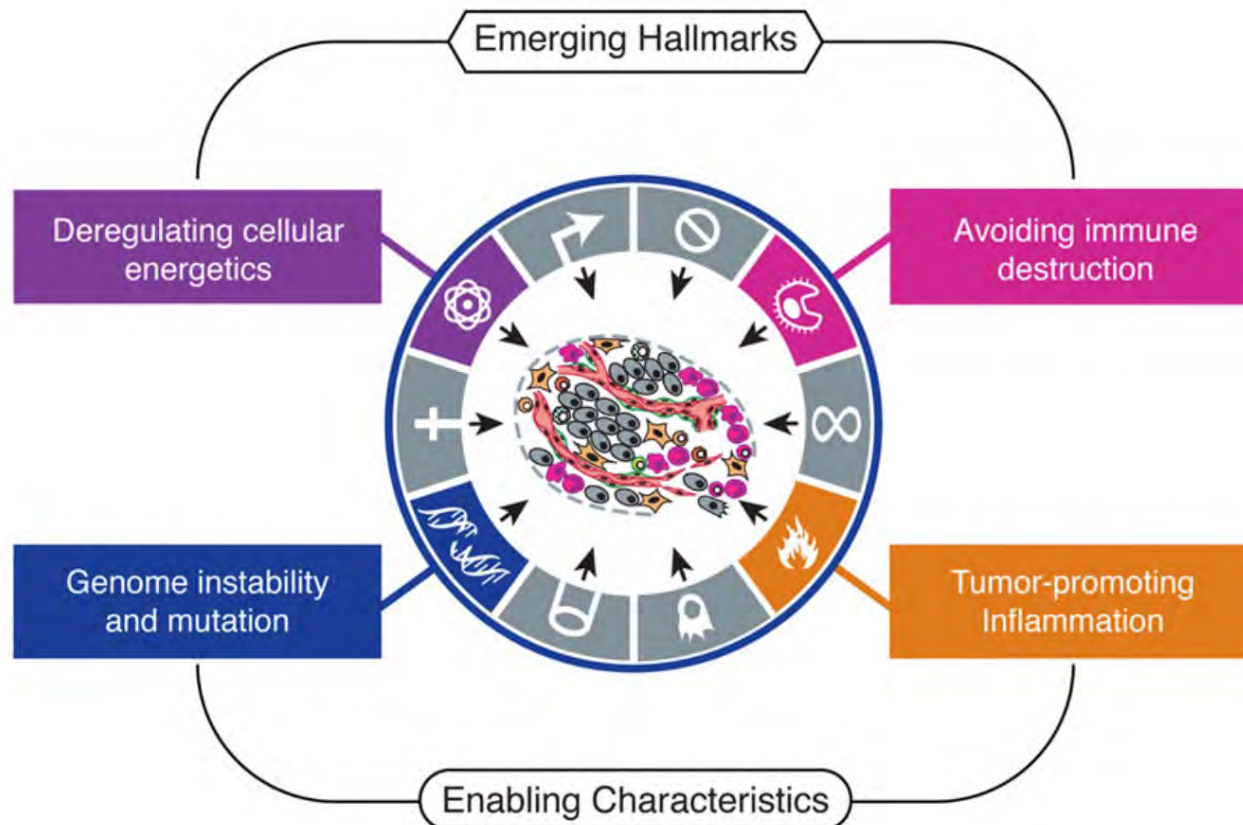 Emerging Hallmarks
Deregulating cellular
energetics
Avoiding immune
destruction
Genome instability
and mutation
Tumor-promoting
Inflammation
Enabling Characteristics